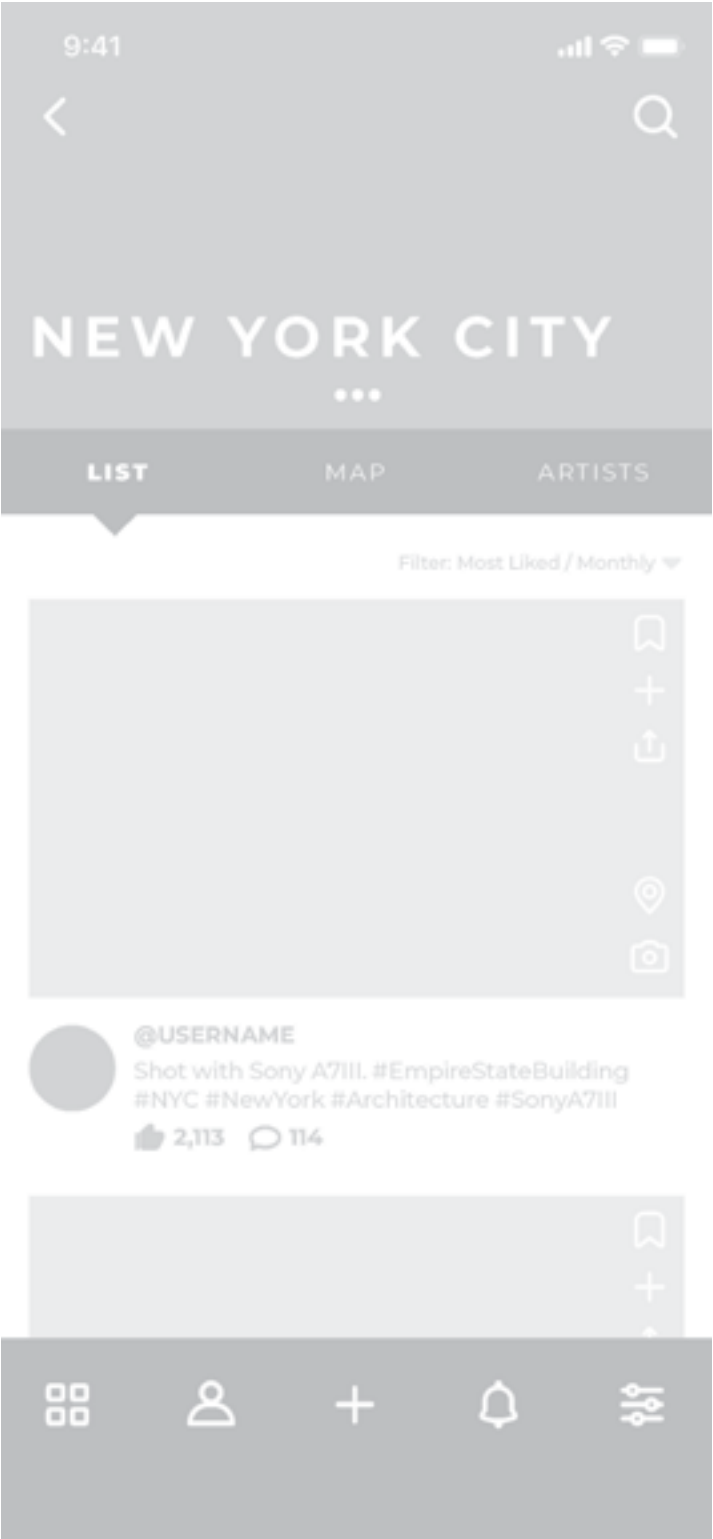 9:41
NEW YORK CITY
LIST
MAP
ARTISTS
Filter: Most Liked / Monthly
@USERNAME
Shot with Sony A7III. #EmpireStateBuilding
#NYC #NewYork #Architecture #SonyA7III
2,113 114